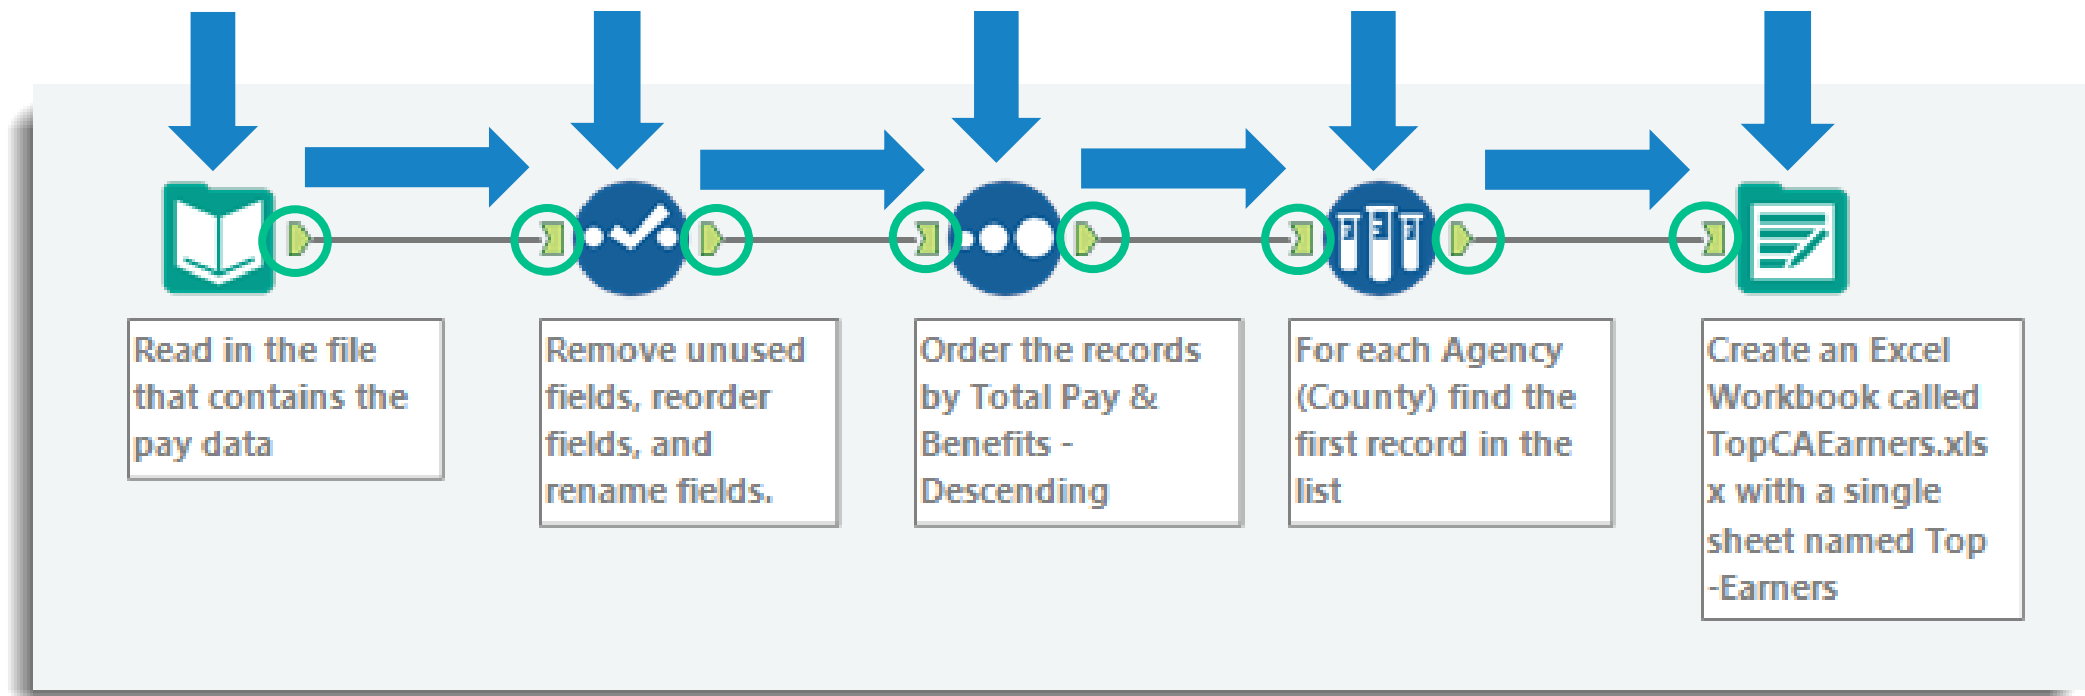 Read in the file
that contains the
pay data
Remove unused
fields, reorder
fields, and
rename fields.
Order the records
by Total Pay &
Benefits -
Descending
For each Agency
(County) find the
first record in the
list
Create an Excel
Workbook called
TopCAEarners.xls
x with a single
sheet named Top
-Earners